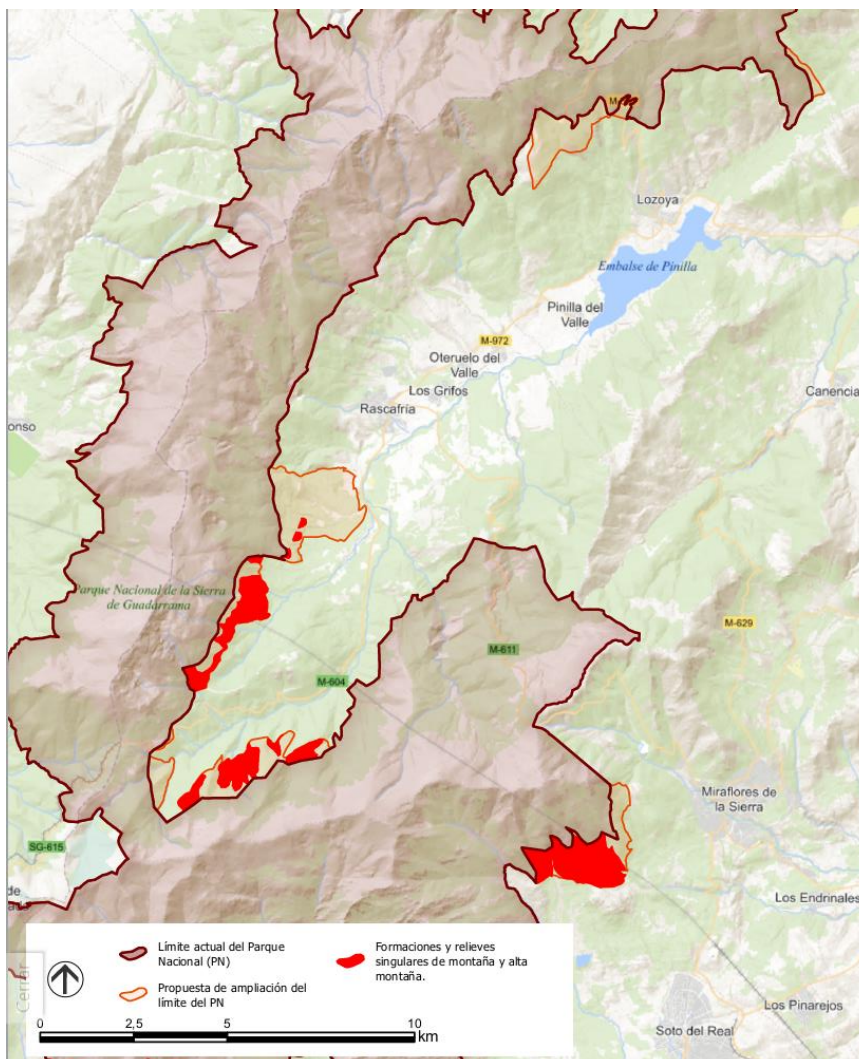 M-
Lozoya
Embalse de Pinilla
Pinilla del
Valle
M-972
Oteruelo del
Valle
Los Grifos
Canencia
Rascafría
onso
Parque Nacional de la Sierra
de Guadarrama
M-629
M-611
M-604
Miraflores de
la Sierra
SG-615
de
Los Endrinales
Límite actual del Parque
Nacional (PN)
Formaciones y relieves
singulares de montaña y alta
montaña.
Propuesta de ampliación del
límite del PN
Cerrar
0 2,5 5 10
km
Los Pinarejos
Soto del Real